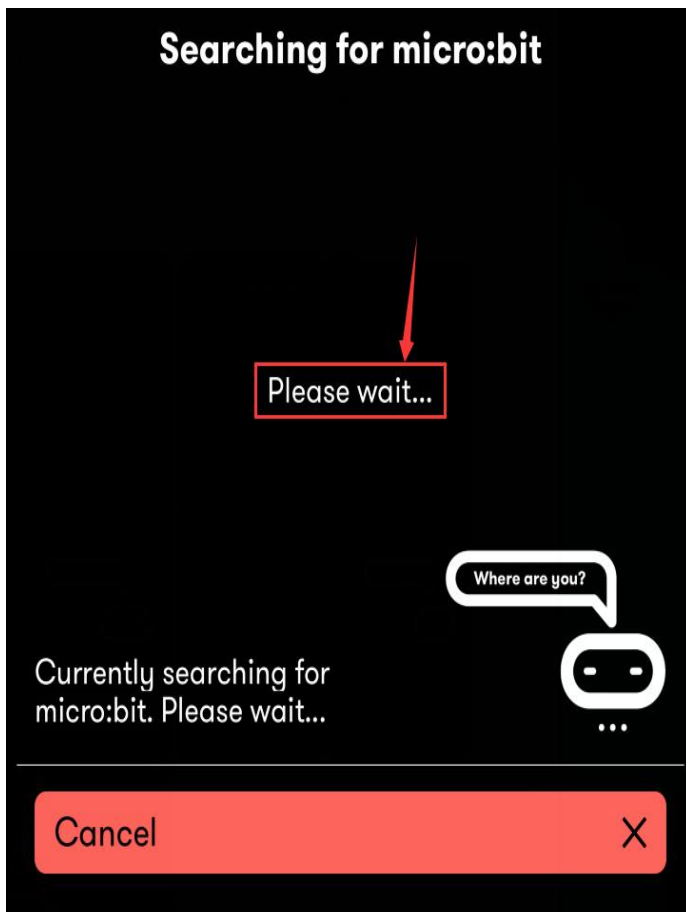 Searching for micro:bit
Please wait...
Where are you?
Currently searching for
micro:bit. Please wait...
Cancel X